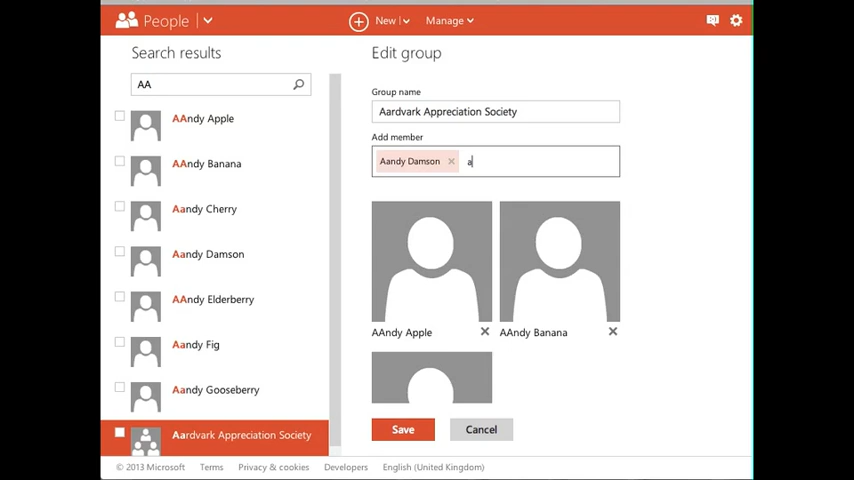 People
New
Manage
Search results
AA
AAndy Apple
AAndy Banana
Aandy Cherry
Aandy Damson
AAndy Elderberry
Aandy Fig
Aandy Gooseberry
Aardvark Appreciation Society
Edit group
Group name
Aardvark Appreciation Society
Add member
Aandy Damson a
AAndy Apple
AAndy Banana
Save Cancel
© 2013 Microsoft Terms Privacy & cookies Developers English (United Kingdom)